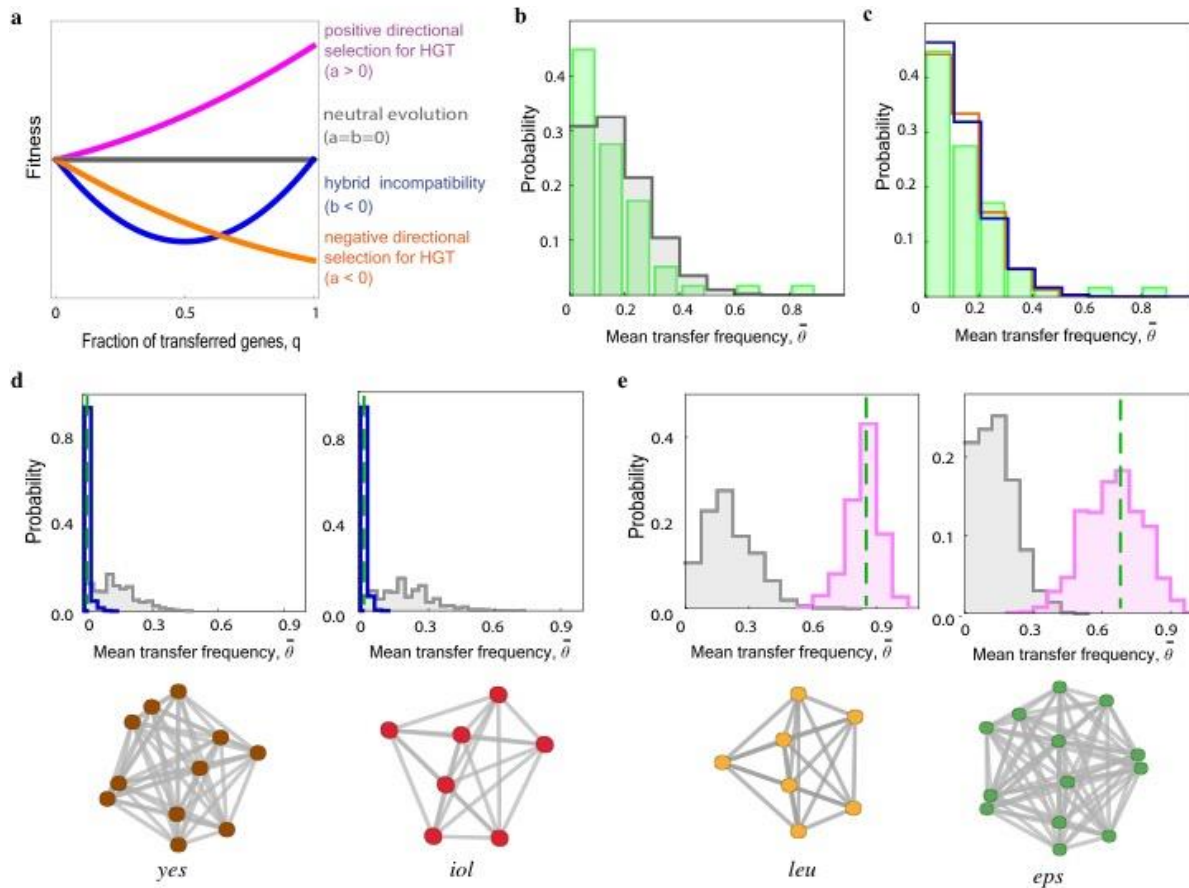 a
positive directional
selection for HGT
(a > 0)
neutral evolution
(a=b=0)
hybrid incompatibility
(b < 0)
negative directional
selection for HGT
(a < 0)
Fitness
0 0.5 1
Fraction of transferred genes, q
b
Probability
0.4
0.3
0.2
0.1
0 0.2 0.4 0.6 0.8
Mean transfer frequency, θ̄
c
Probability
0.4
0.3
0.2
0.1
0 0.2 0.4 0.6 0.8
Mean transfer frequency, θ̄
d
Probability
0.8
0.4
0.0
0 0.3 0.6 0.9
Mean transfer frequency, θ̄
0.8
0.4
0.0
0 0.3 0.6 0.9
Mean transfer frequency, θ̄
e
Probability
0.4
0.2
0.0
0 0.3 0.6 0.9
Mean transfer frequency, θ̄
0.2
0.1
0.0
0 0.3 0.6 0.9
Mean transfer frequency, θ̄
yes
iol
leu
eps